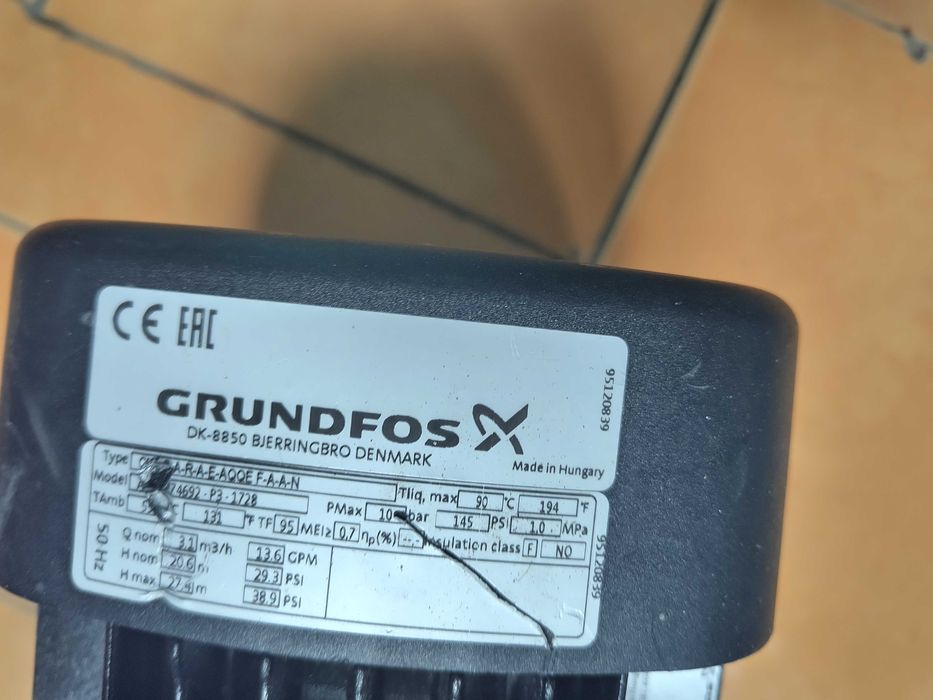 CE EAC
GRUNDFOS
DK-8850 BJERRINGBRO DENMARK
Made in Hungary
95120839
Type A-R-A-E-AQQE F-A-A-N
Model 74692 - P3 - 1728
Tliq, max 90 °C 194 °F
TAmb °C 131 °F TF 95 MEI≥ 0,7 ηp(%) --,- Insulation class F NO
PMax 10 bar 145 PSI 1.0 MPa
50 Hz
Q nom 3.1 m3/h 13.6 GPM
H nom 20.6 m 29.3 PSI
H max 27.4 m 38.9 PSI
95120839